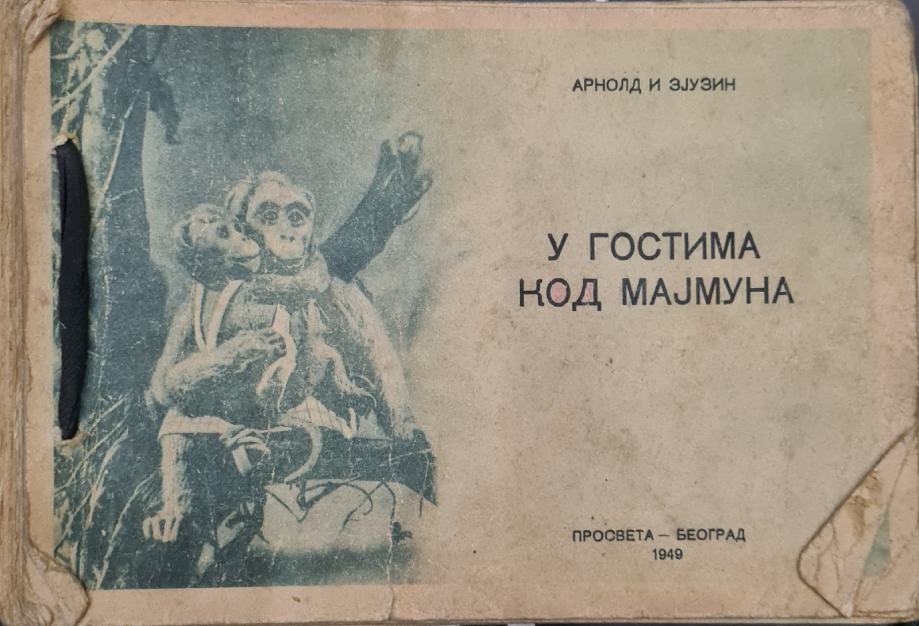 АРНОЛД И ЗЈУЗИН
У ГОСТИМА
КОД МАЈМУНА
ПРОСВЕТА – БЕОГРАД
1949